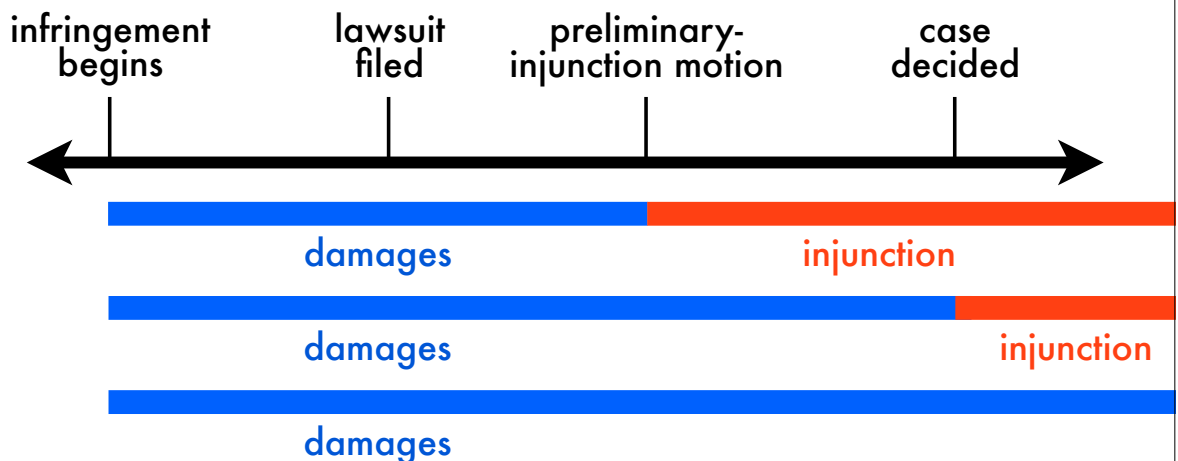 infringement
begins
lawsuit
filed
preliminary-
injunction motion
case
decided
damages
injunction
damages
injunction
damages